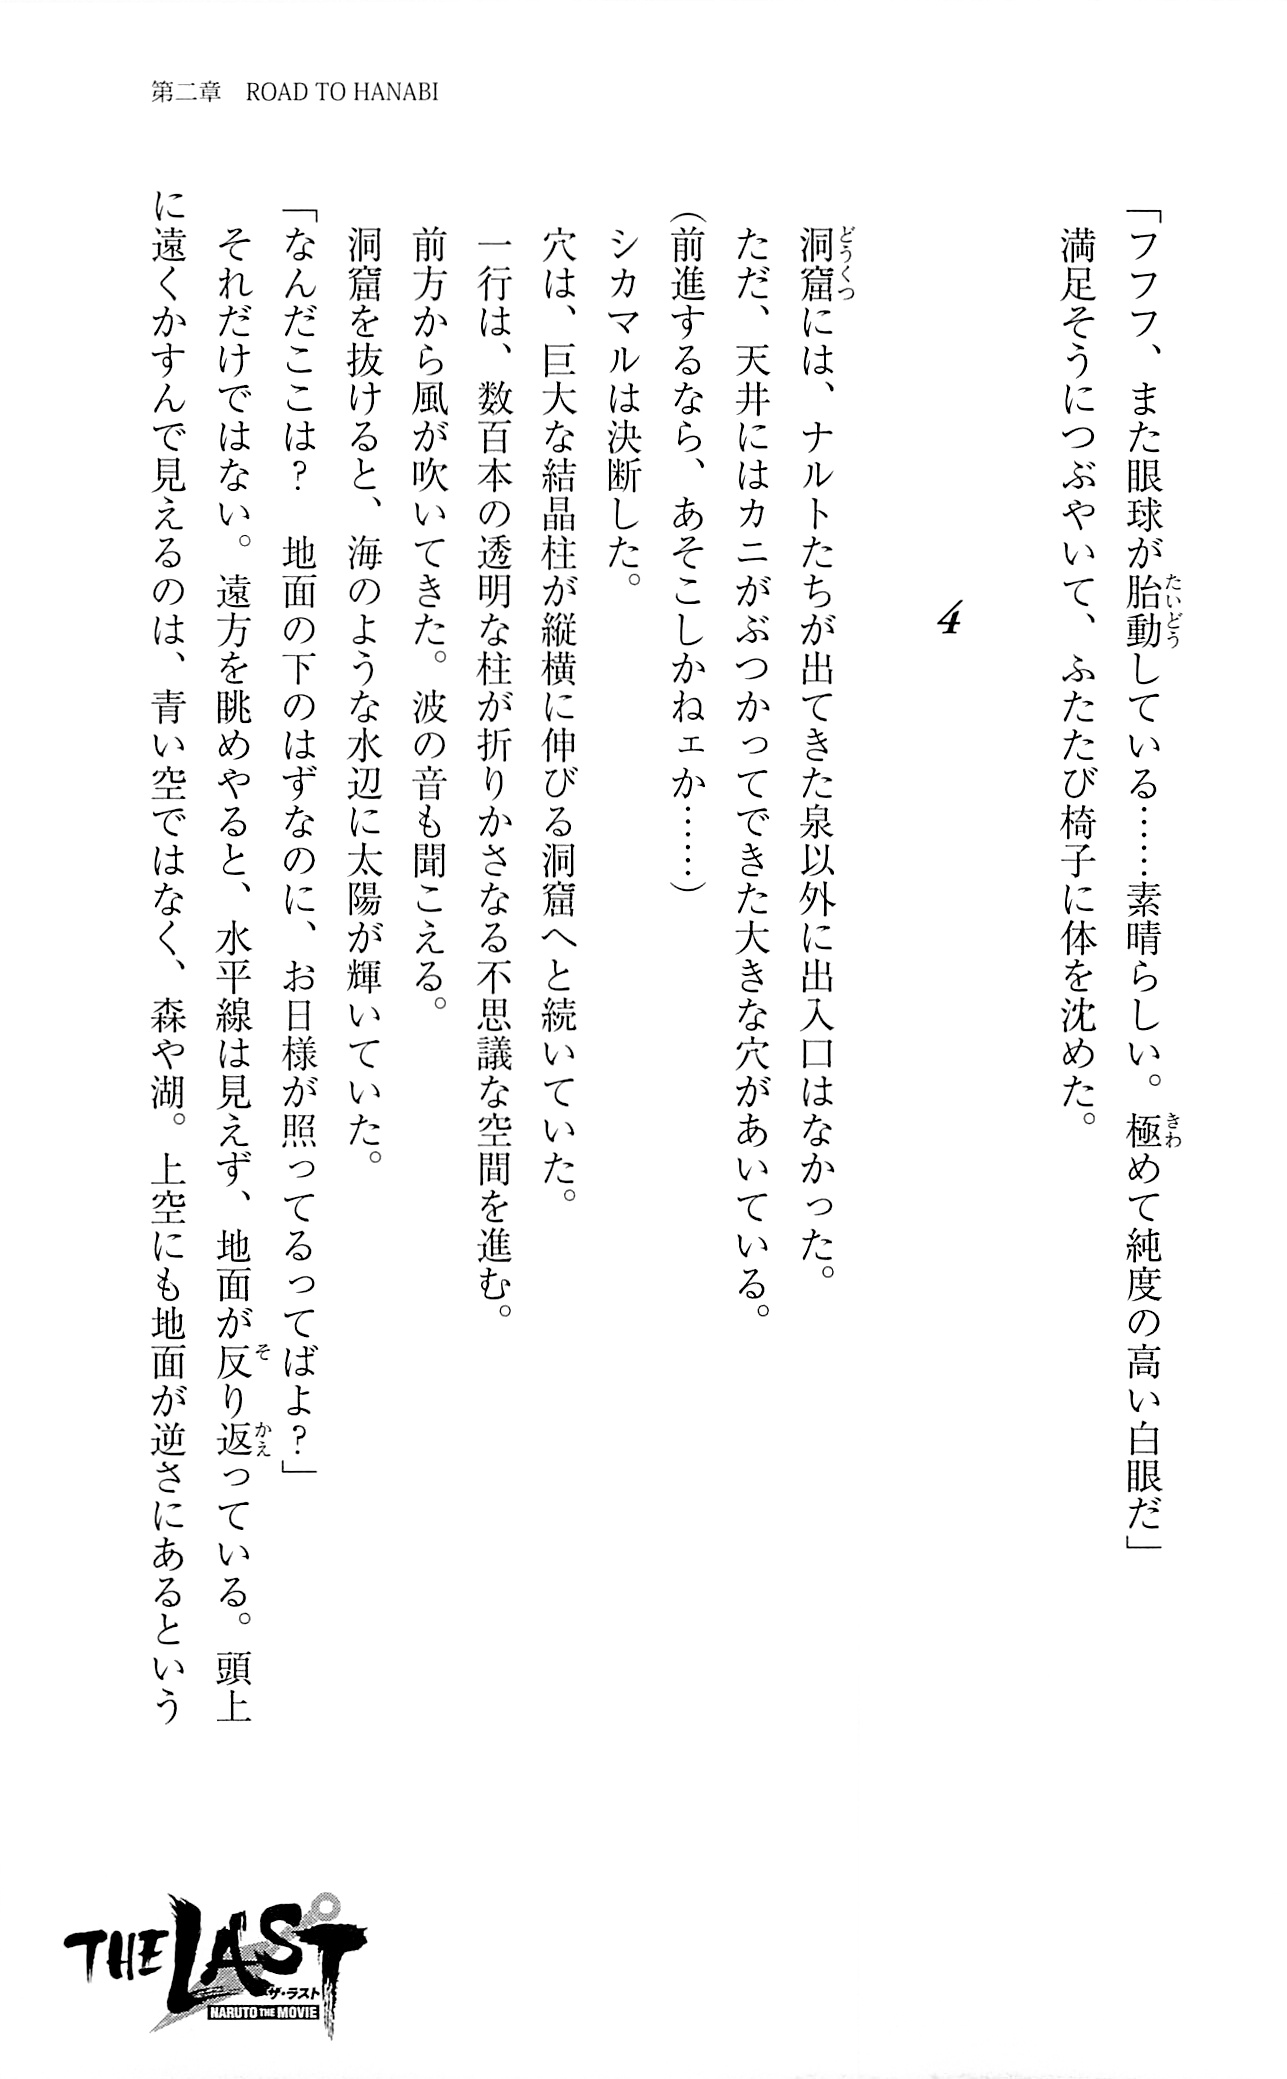 第二章　ROAD TO HANABI
「フフフ、また眼球が胎動している……素晴らしい。極めて純度の高い白眼だ」
満足そうにつぶやいて、ふたたび椅子に体を沈めた。
4
洞窟には、ナルトたちが出てきた泉以外に出入口はなかった。
ただ、天井にはカニがぶつかってできた大きな穴があいている。
(前進するなら、あそこしかねェか……)
シカマルは決断した。
穴は、巨大な結晶柱が縦横に伸びる洞窟へと続いていた。
一行は、数百本の透明な柱が折りかさなる不思議な空間を進む。
前方から風が吹いてきた。波の音も聞こえる。
洞窟を抜けると、海のような水辺に太陽が輝いていた。
「なんだここは？　地面の下のはずなのに、お日様が照ってるってばよ？」
それだけではない。遠方を眺めやると、水平線は見えず、地面が反り返っている。頭上
に遠くかすんで見えるのは、青い空ではなく、森や湖。上空にも地面が逆さにあるという
THE LAST
ザ・ラスト
NARUTO THE MOVIE